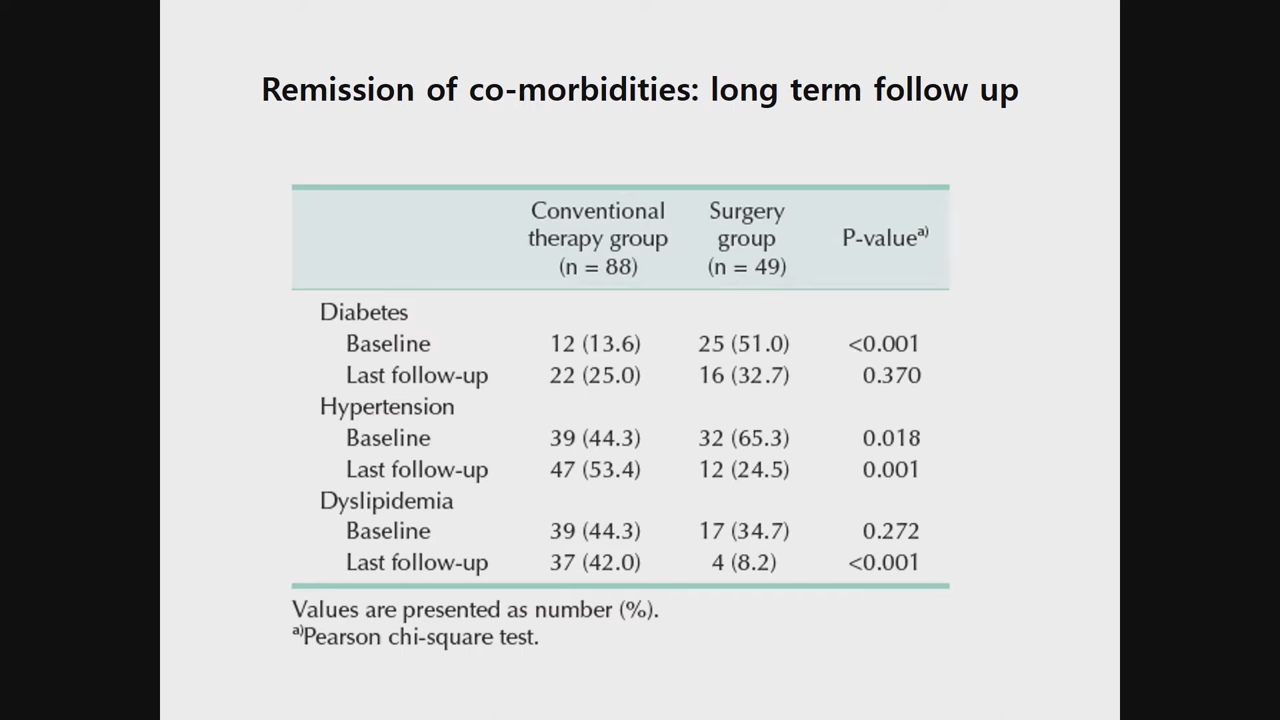 Remission of co-morbidities: long term follow up
Conventional therapy group (n = 88) Surgery group (n = 49) P-valueᵃ⁾
Diabetes
Baseline 12 (13.6) 25 (51.0) <0.001
Last follow-up 22 (25.0) 16 (32.7) 0.370
Hypertension
Baseline 39 (44.3) 32 (65.3) 0.018
Last follow-up 47 (53.4) 12 (24.5) 0.001
Dyslipidemia
Baseline 39 (44.3) 17 (34.7) 0.272
Last follow-up 37 (42.0) 4 (8.2) <0.001
Values are presented as number (%).
ᵃ⁾Pearson chi-square test.